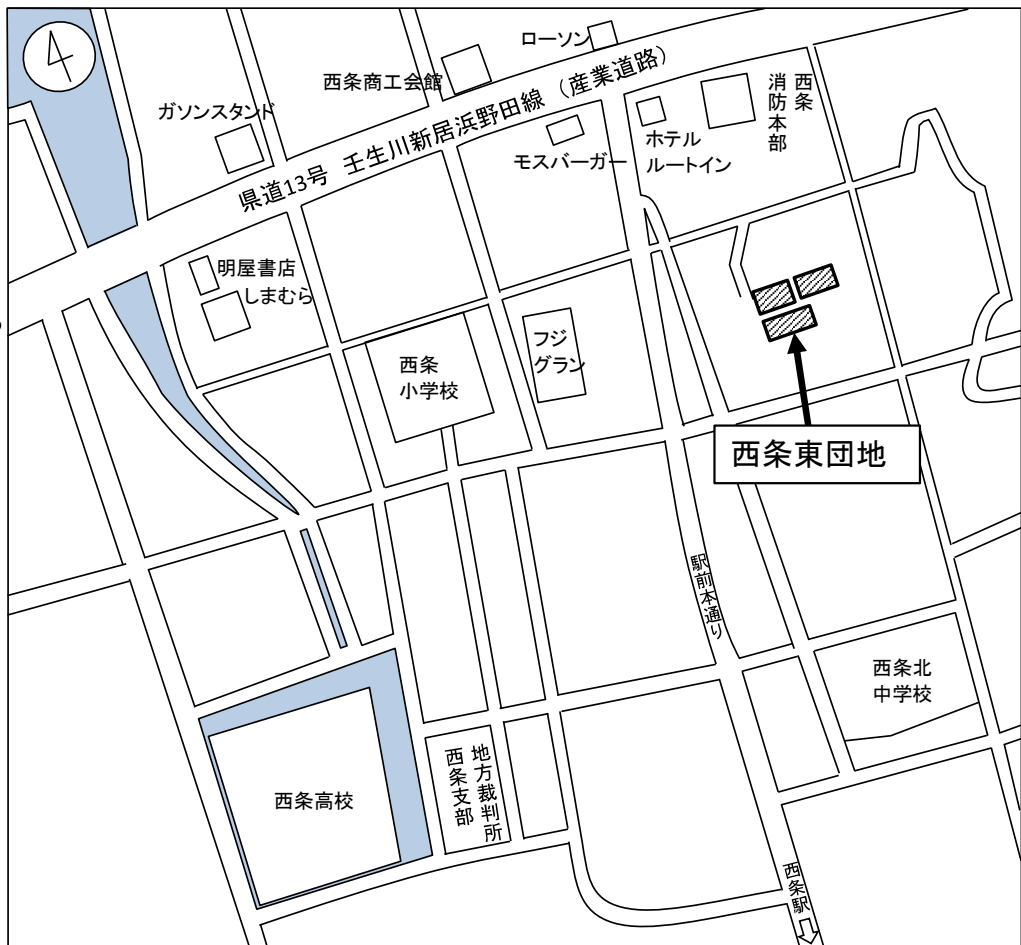 ローソン
西条商工会館
ガソンスタンド
県道13号 壬生川新居浜野田線 (産業道路)
西条
消防本部
ホテル
ルートイン
モスバーガー
明屋書店
しまむら
西条
小学校
フジ
グラン
西条東団地
駅前本通り
西条北
中学校
西条高校
地方裁判所
西条支部
西条駅